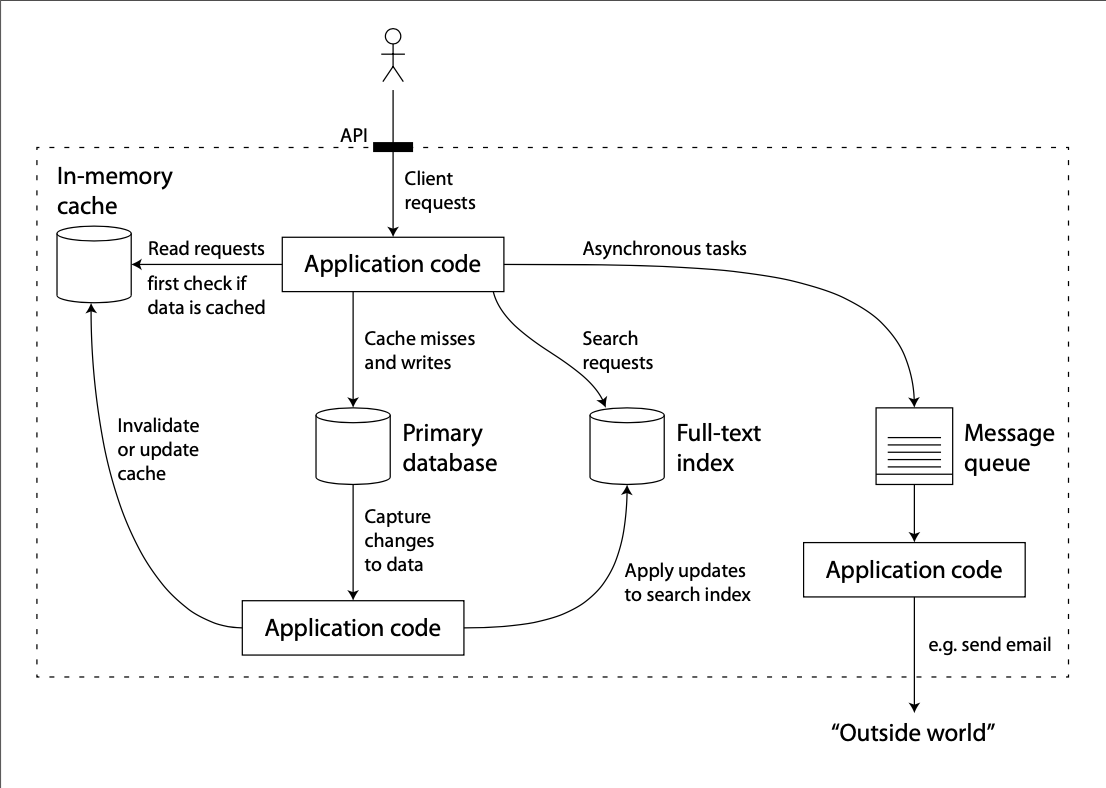 API
Client
requests
In-memory
cache
Read requests
first check if
data is cached
Application code
Asynchronous tasks
Cache misses
and writes
Search
requests
Invalidate
or update
cache
Primary
database
Full-text
index
Message
queue
Capture
changes
to data
Apply updates
to search index
Application code
Application code
e.g. send email
“Outside world”